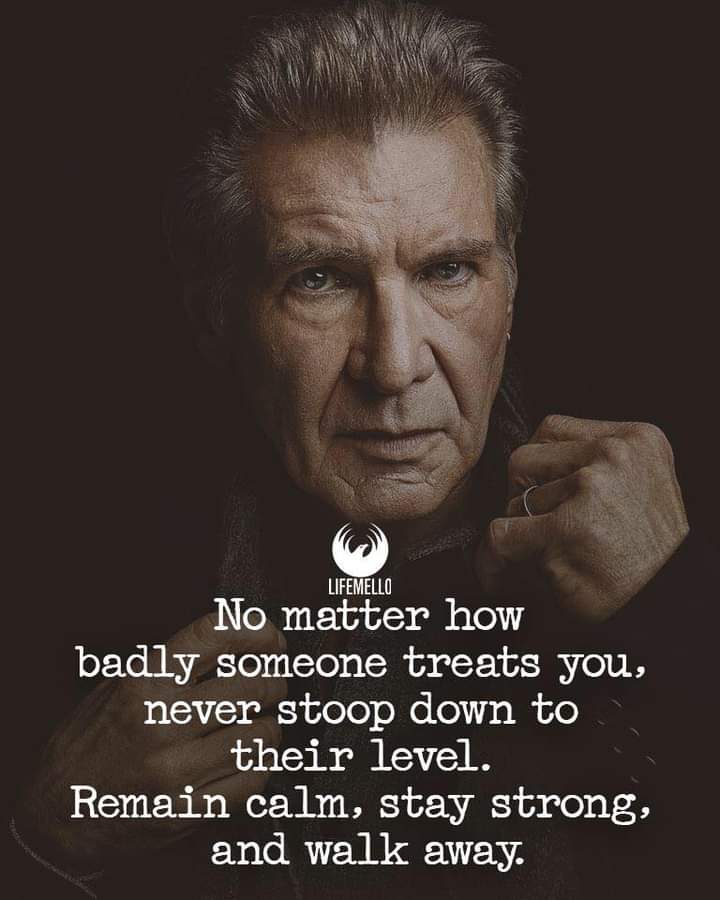 LIFEMELLO
No matter how
badly someone treats you,
never stoop down to
their level.
Remain calm, stay strong,
and walk away.